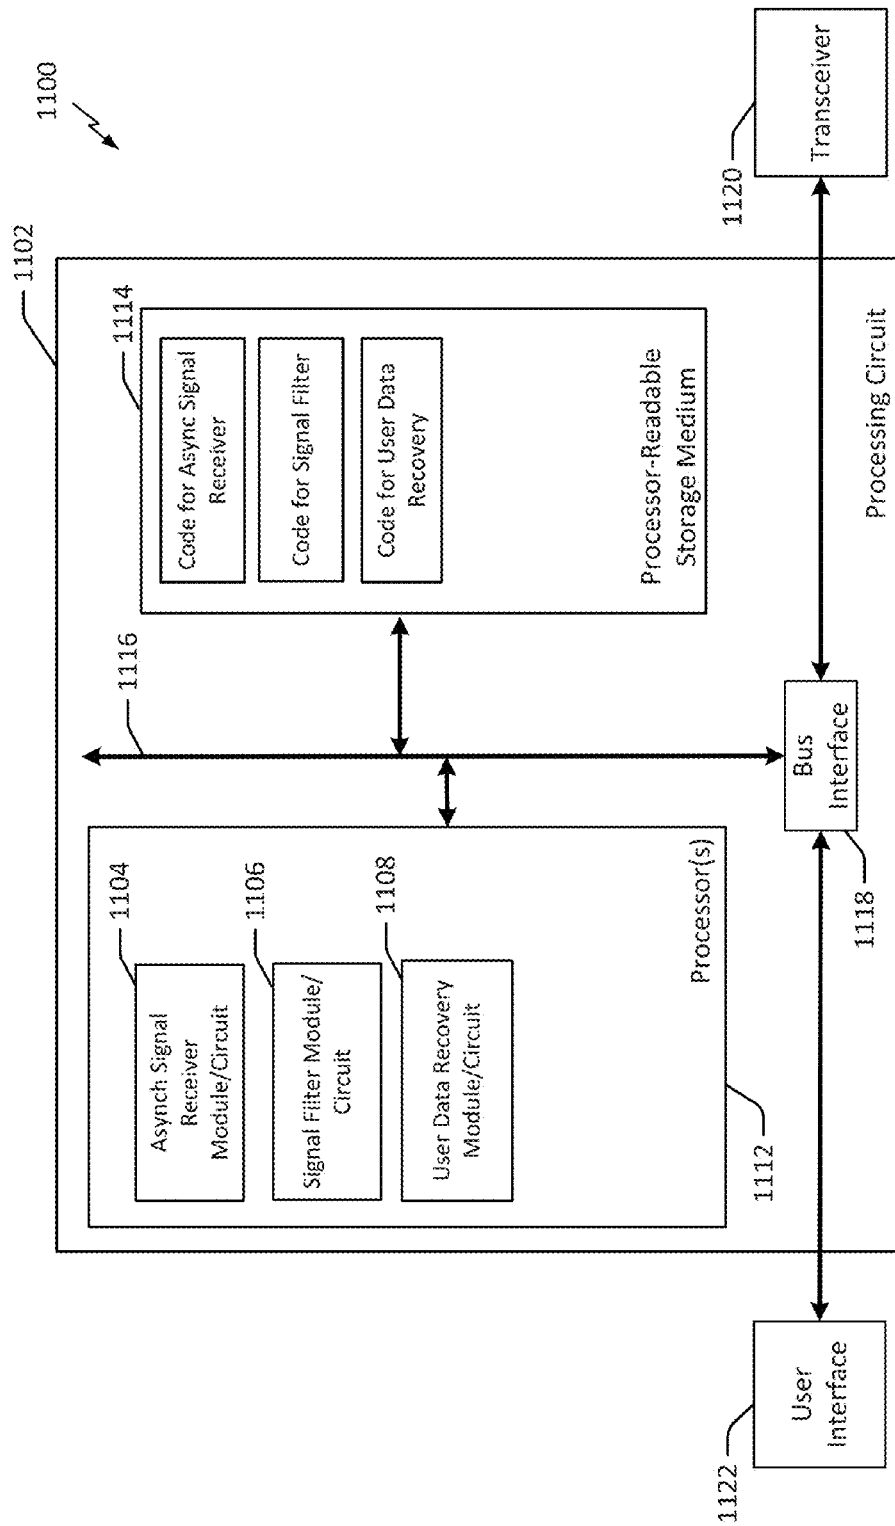 1100
1102
1104
Asynch Signal
Receiver
Module/Circuit
1106
Signal Filter Module/
Circuit
1108
User Data Recovery
Module/Circuit
Processor(s)
1112
1116
1114
Code for Async Signal
Receiver
Code for Signal Filter
Code for User Data
Recovery
Processor-Readable
Storage Medium
Bus
Interface
1118
Processing Circuit
User
Interface
1122
Transceiver
1120